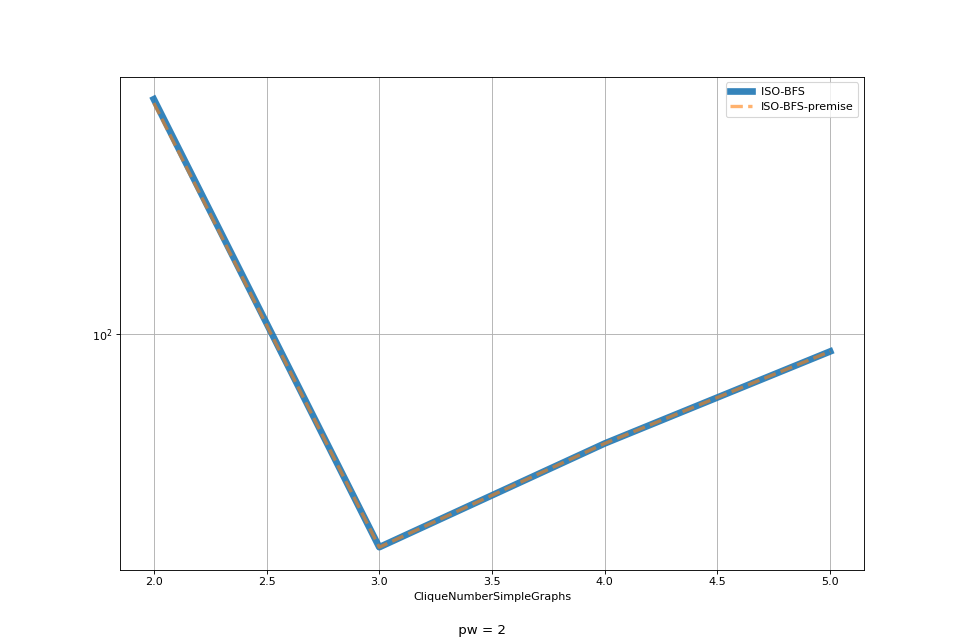 ISO-BFS
ISO-BFS-premise
10²
2.0 2.5 3.0 3.5 4.0 4.5 5.0
CliqueNumberSimpleGraphs
pw = 2